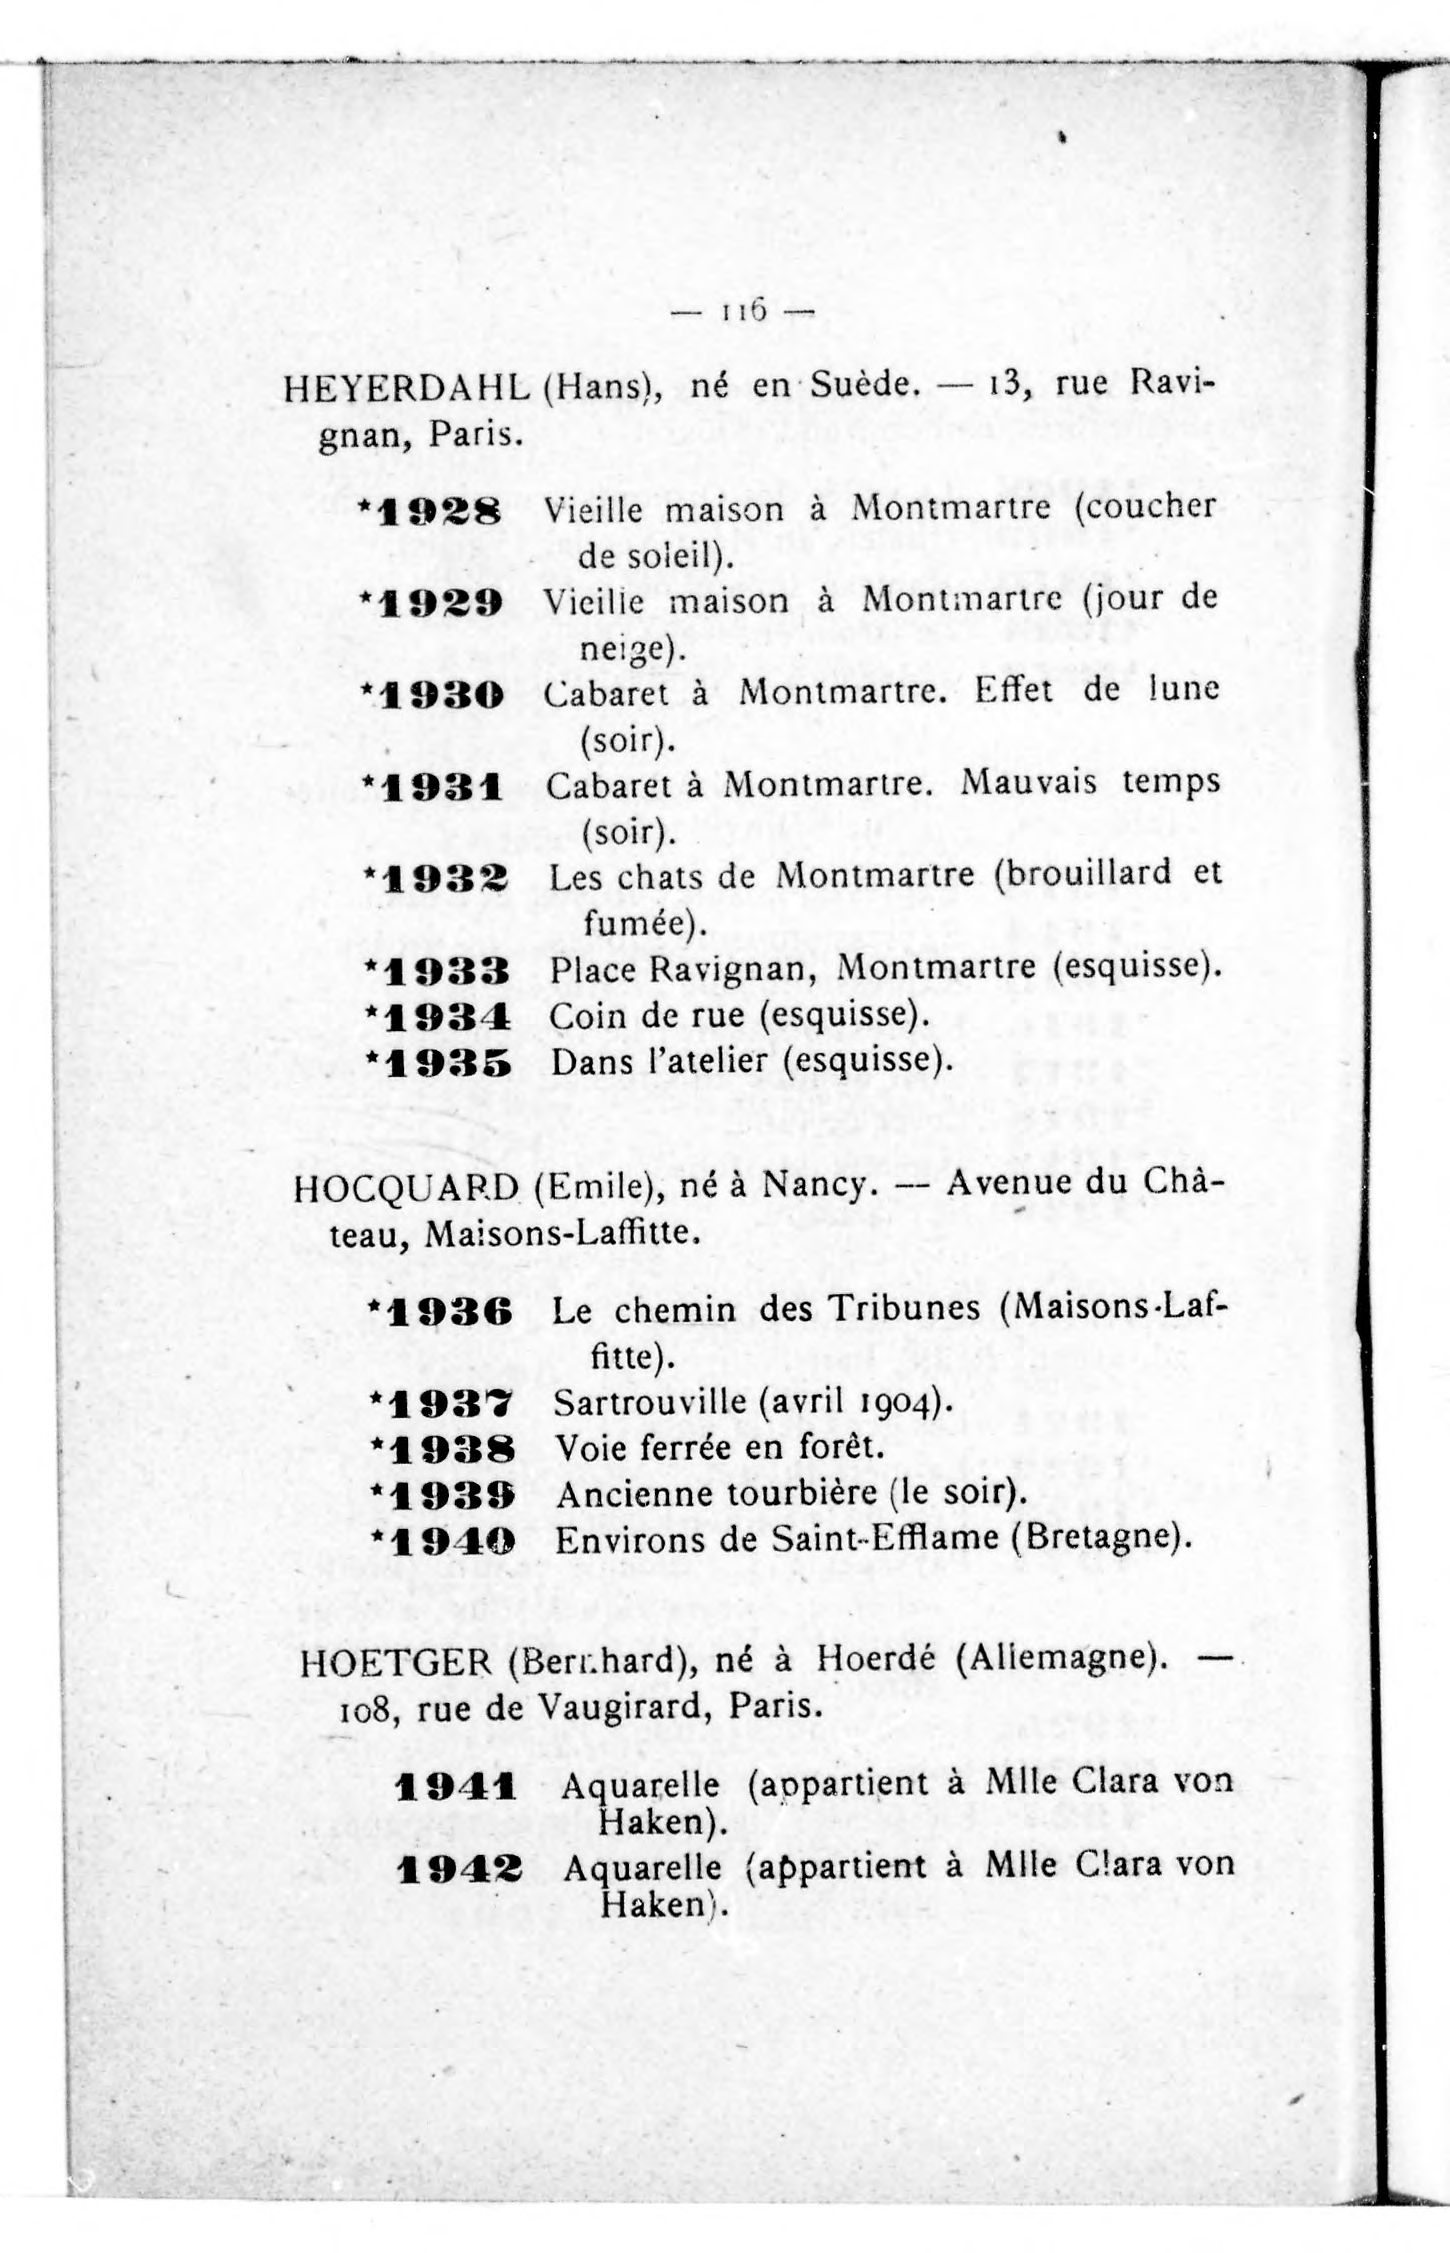 — 116 —
HEYERDAHL (Hans), né en Suède. — 13, rue Ravi-
gnan, Paris.
*1928 Vieille maison à Montmartre (coucher
de soleil).
*1929 Vieille maison à Montmartre (jour de
neige).
*1930 Cabaret à Montmartre. Effet de lune
(soir).
*1931 Cabaret à Montmartre. Mauvais temps
(soir).
*1932 Les chats de Montmartre (brouillard et
fumée).
*1933 Place Ravignan, Montmartre (esquisse).
*1934 Coin de rue (esquisse).
*1935 Dans l'atelier (esquisse).
HOCQUARD (Emile), né à Nancy. — Avenue du Châ-
teau, Maisons-Laffitte.
*1936 Le chemin des Tribunes (Maisons-Laf-
fitte).
*1937 Sartrouville (avril 1904).
*1938 Voie ferrée en forêt.
*1939 Ancienne tourbière (le soir).
*1940 Environs de Saint-Efflame (Bretagne).
HOETGER (Bernhard), né à Hoerdé (Allemagne). —
108, rue de Vaugirard, Paris.
1941 Aquarelle (appartient à Mlle Clara von
Haken).
1942 Aquarelle (appartient à Mlle Clara von
Haken).